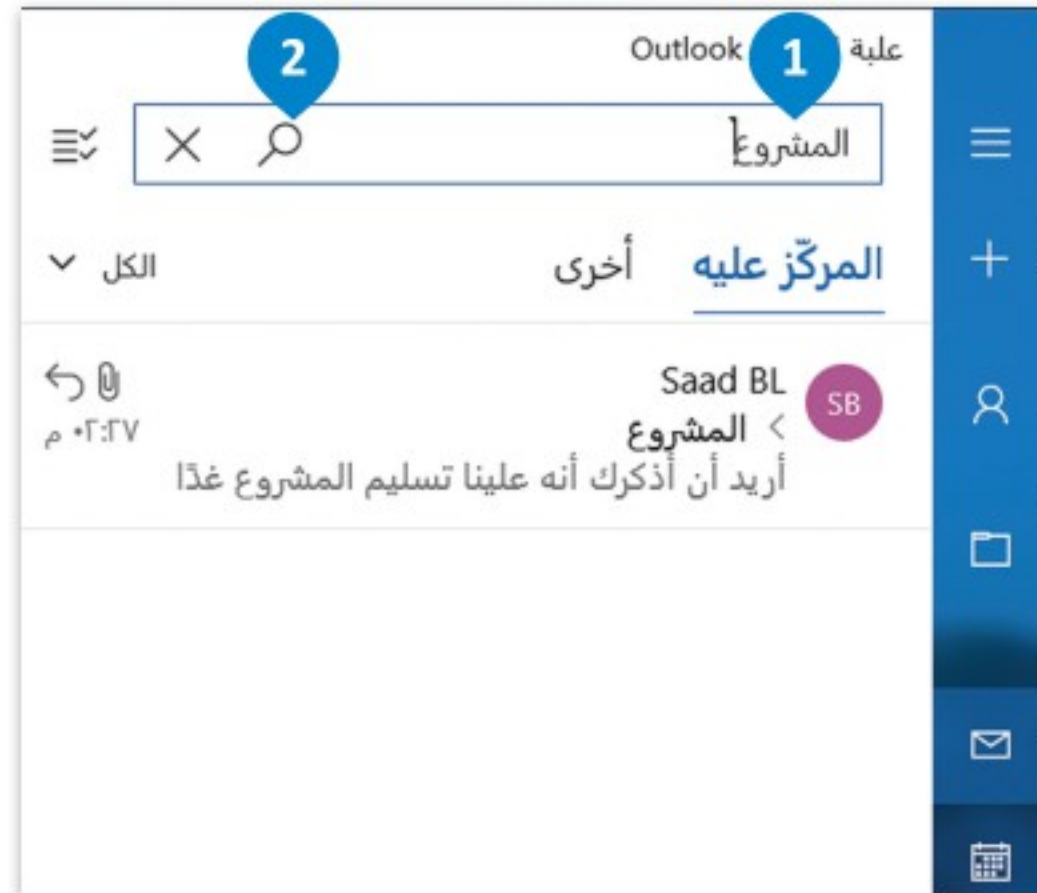 علبة Outlook
1
2
المشروع
المركّز عليه أخرى الكل
SB
Saad BL
المشروع
٠٢:٢٧ م
أريد أن أذكرك أنه علينا تسليم المشروع غدًا